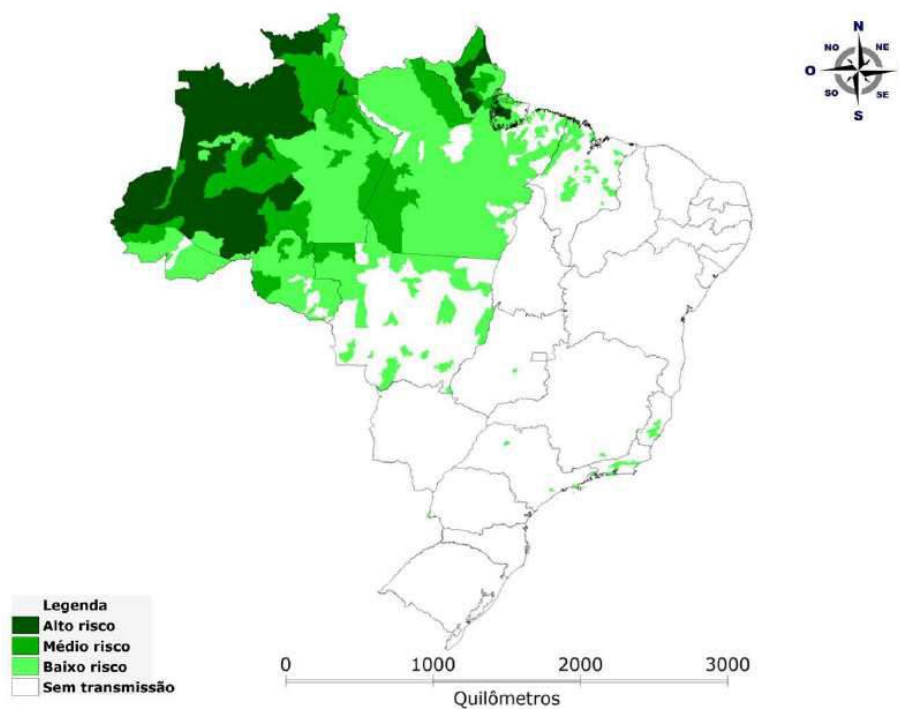 N
NO NE
O E
SO SE
S
Legenda
Alto risco
Médio risco
Baixo risco
Sem transmissão
0 1000 2000 3000
Quilômetros